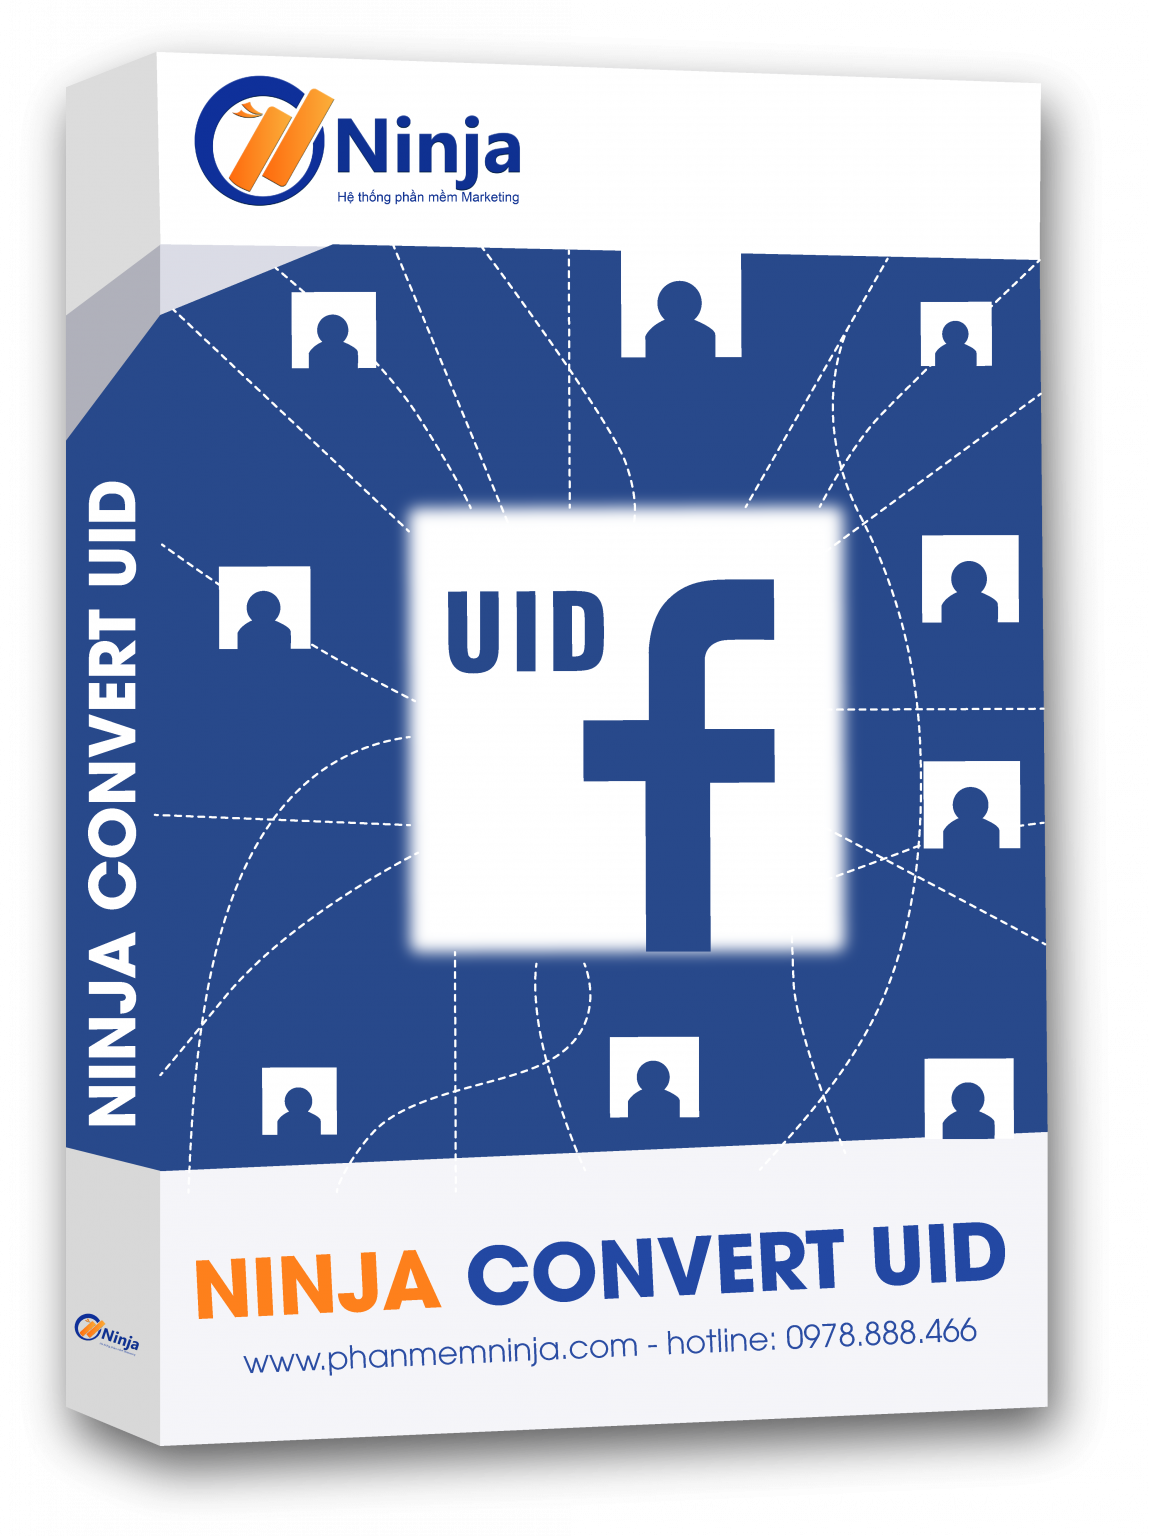 Ninja
Hệ thống phần mềm Marketing
NINJA CONVERT UID
UID
NINJA CONVERT UID
www.phanmemninja.com - hotline: 0978.888.466
Ninja